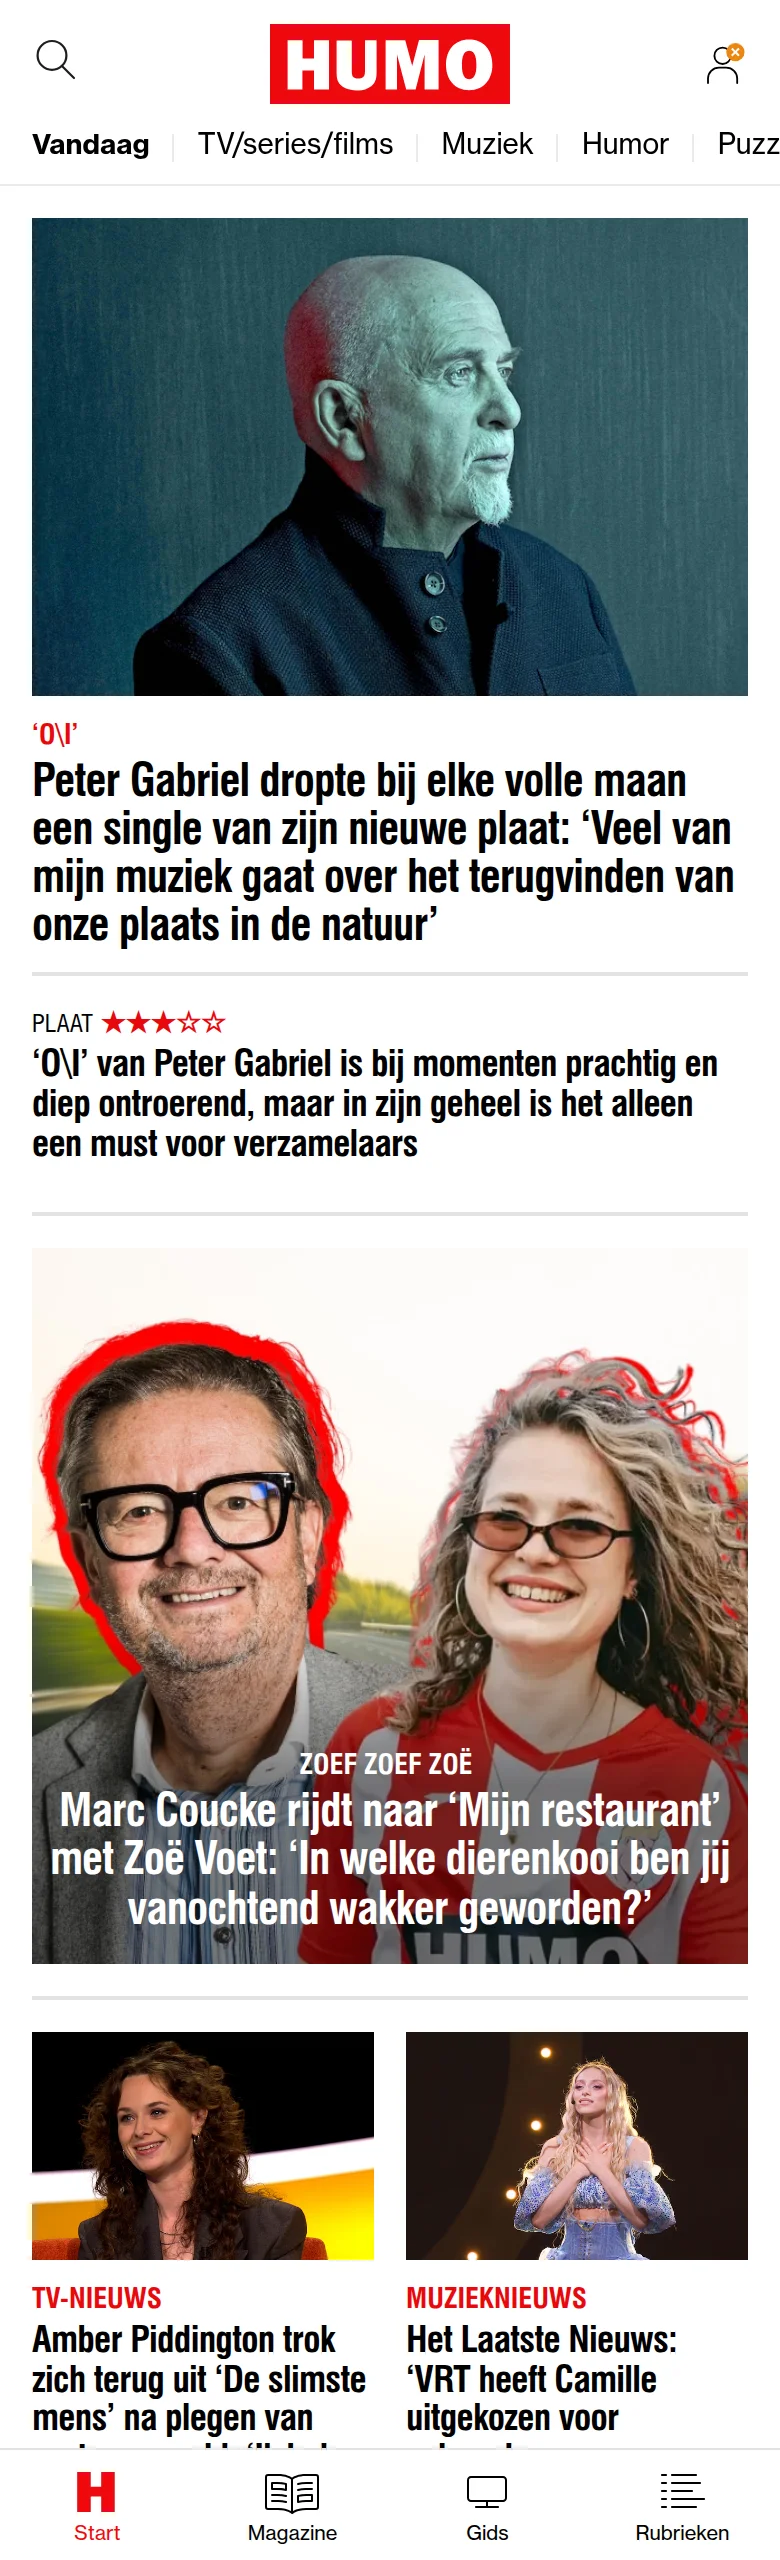 HUMO
Vandaag
TV/series/films
Muziek
Humor
Puzz
‘O\I’
Peter Gabriel dropte bij elke volle maan
een single van zijn nieuwe plaat: ‘Veel van
mijn muziek gaat over het terugvinden van
onze plaats in de natuur’
PLAAT ★★★☆☆
‘O\I’ van Peter Gabriel is bij momenten prachtig en
diep ontroerend, maar in zijn geheel is het alleen
een must voor verzamelaars
ZOEF ZOEF ZOË
Marc Coucke rijdt naar ‘Mijn restaurant’
met Zoë Voet: ‘In welke dierenkooi ben jij
vanochtend wakker geworden?’
HUMO
TV-NIEUWS
Amber Piddington trok
zich terug uit ‘De slimste
mens’ na plegen van
MUZIEKNIEUWS
Het Laatste Nieuws:
‘VRT heeft Camille
uitgekozen voor
Start
Magazine
Gids
Rubrieken